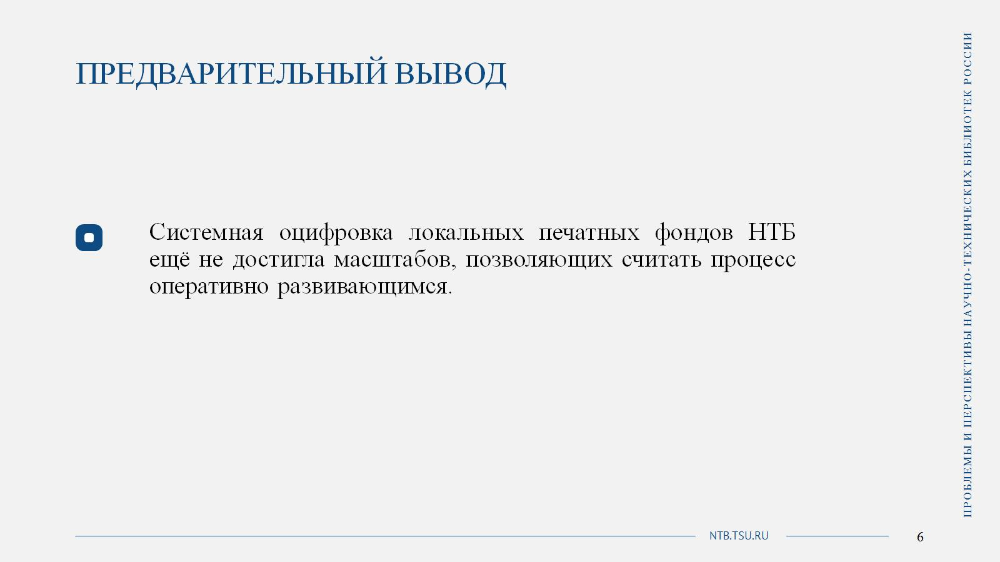 ПРЕДВАРИТЕЛЬНЫЙ ВЫВОД
Системная оцифровка локальных печатных фондов НТБ
ещё не достигла масштабов, позволяющих считать процесс
оперативно развивающимся.
ПРОБЛЕМЫ И ПЕРСПЕКТИВЫ НАУЧНО-ТЕХНИЧЕСКИХ БИБЛИОТЕК РОССИИ
NTB.TSU.RU
6